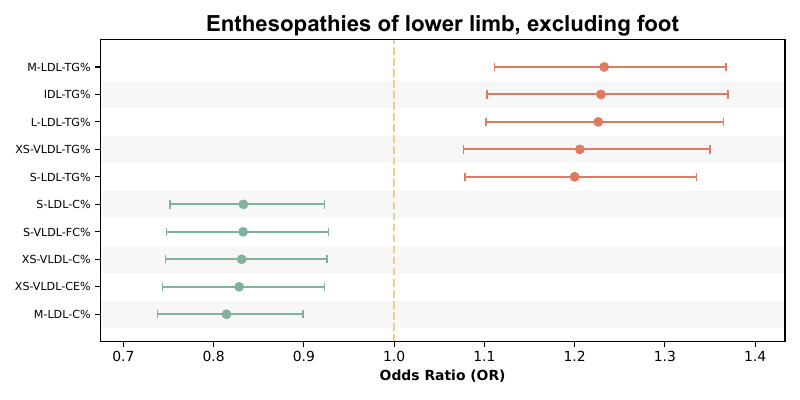 Enthesopathies of lower limb, excluding foot
M-LDL-TG%
IDL-TG%
L-LDL-TG%
XS-VLDL-TG%
S-LDL-TG%
S-LDL-C%
S-VLDL-FC%
XS-VLDL-C%
XS-VLDL-CE%
M-LDL-C%
0.7 0.8 0.9 1.0 1.1 1.2 1.3 1.4
Odds Ratio (OR)